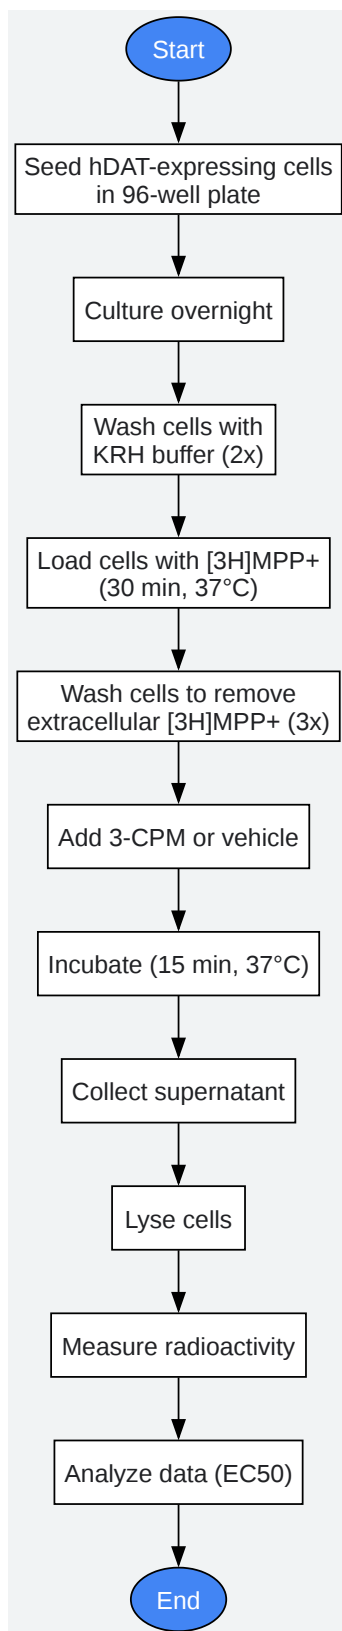 Start
Seed hDAT-expressing cells
in 96-well plate
Culture overnight
Wash cells with
KRH buffer (2x)
Load cells with [3H]MPP+
(30 min, 37°C)
Wash cells to remove
extracellular [3H]MPP+ (3x)
Add 3-CPM or vehicle
Incubate (15 min, 37°C)
Collect supernatant
Lyse cells
Measure radioactivity
Analyze data (EC50)
End